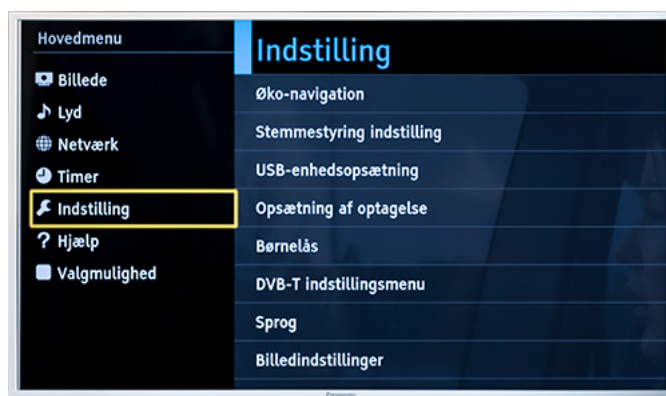 Hovedmenu
Billede
Lyd
Netværk
Timer
Indstilling
? Hjælp
Valgmulighed
Indstilling
Øko-navigation
Stemmestyring indstilling
USB-enhedsopsætning
Opsætning af optagelse
Børnelås
DVB-T indstillingsmenu
Sprog
Billedindstillinger
Panasonic